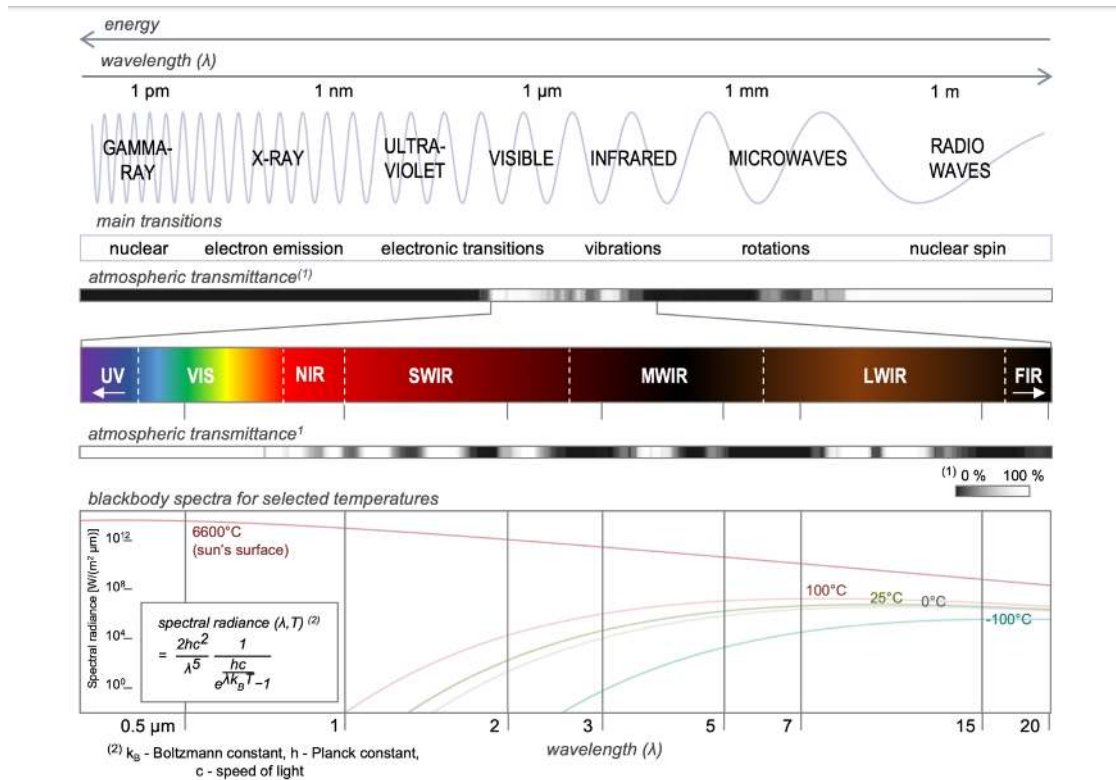 energy
wavelength (λ)
1 pm 1 nm 1 μm 1 mm 1 m
GAMMA-
RAY
X-RAY
ULTRA-
VIOLET
VISIBLE
INFRARED
MICROWAVES
RADIO
WAVES
main transitions
nuclear electron emission electronic transitions vibrations rotations nuclear spin
atmospheric transmittance(1)
UV VIS NIR SWIR MWIR LWIR FIR
atmospheric transmittance1
(1) 0 % 100 %
blackbody spectra for selected temperatures
Spectral radiance [W/(m² μm)]
10¹²
10⁸
10⁴
10⁰
6600°C
(sun's surface)
100°C
25°C
0°C
-100°C
spectral radiance (λ,T) (2)
= 2hc² / λ5 1 / e hc / λkBT −1
0.5 μm 1 2 3 5 7 15 20
wavelength (λ)
(2) kB - Boltzmann constant, h - Planck constant,
c - speed of light